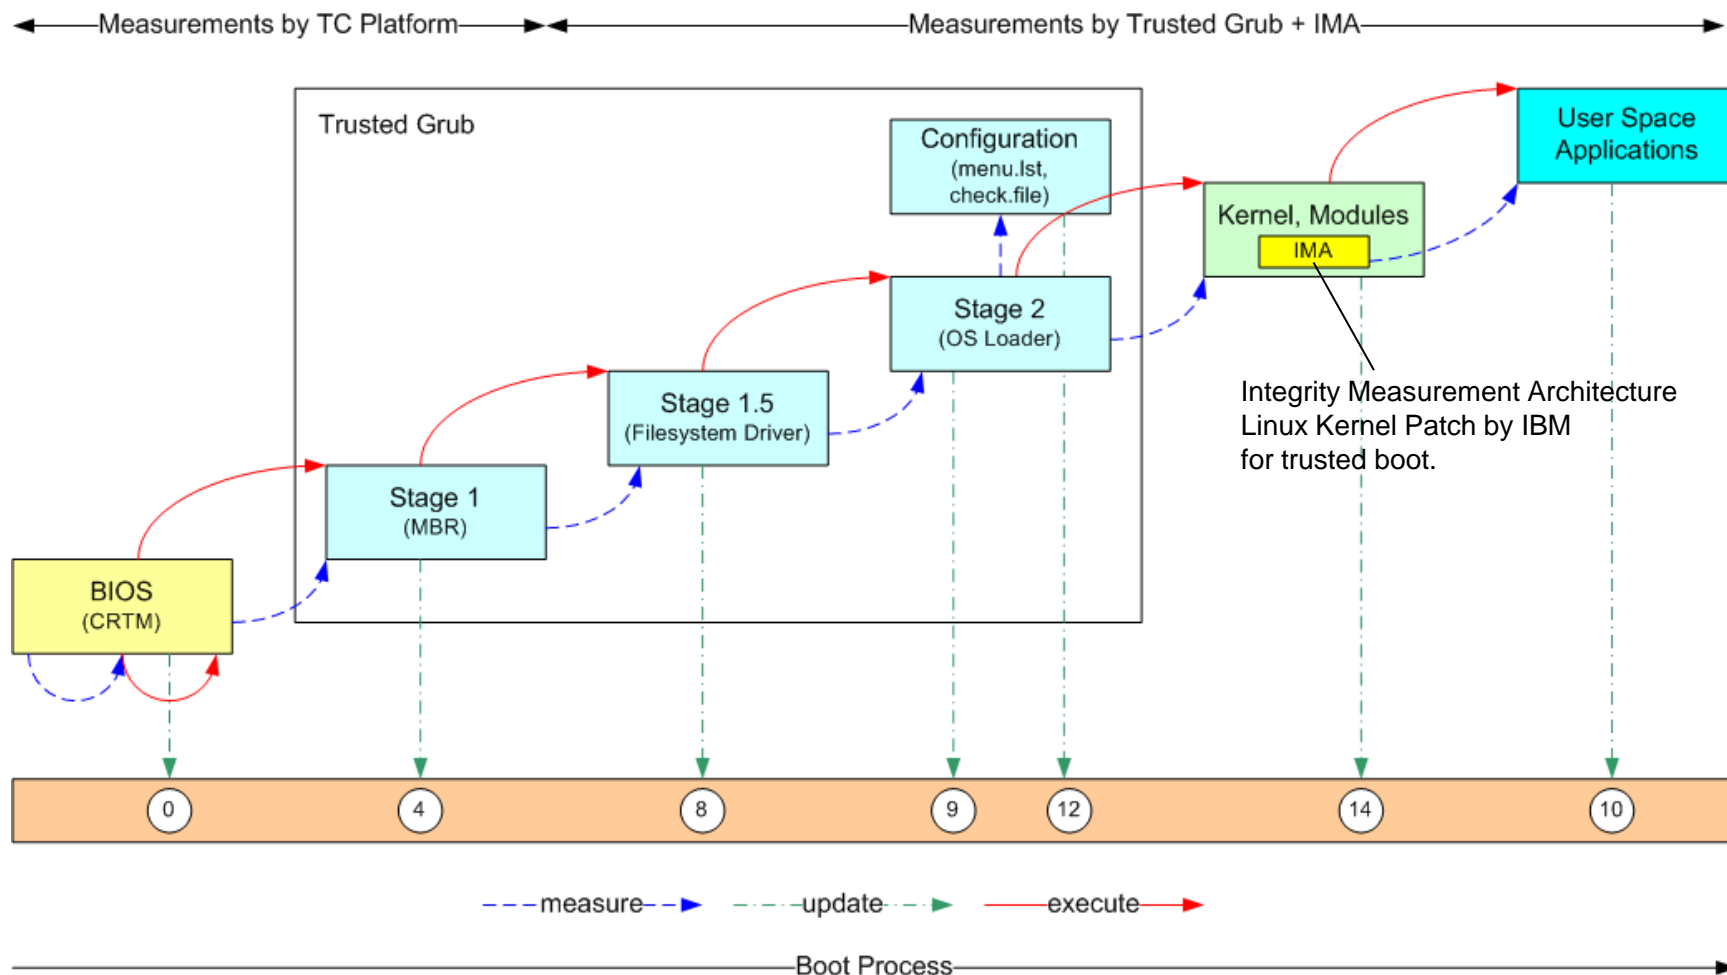 Measurements by TC Platform
Measurements by Trusted Grub + IMA
Trusted Grub
Configuration
(menu.lst,
check.file)
User Space
Applications
Kernel, Modules
IMA
Stage 2
(OS Loader)
Integrity Measurement Architecture
Linux Kernel Patch by IBM
for trusted boot.
Stage 1.5
(Filesystem Driver)
Stage 1
(MBR)
BIOS
(CRTM)
0
4
8
9
12
14
10
measure
update
execute
Boot Process